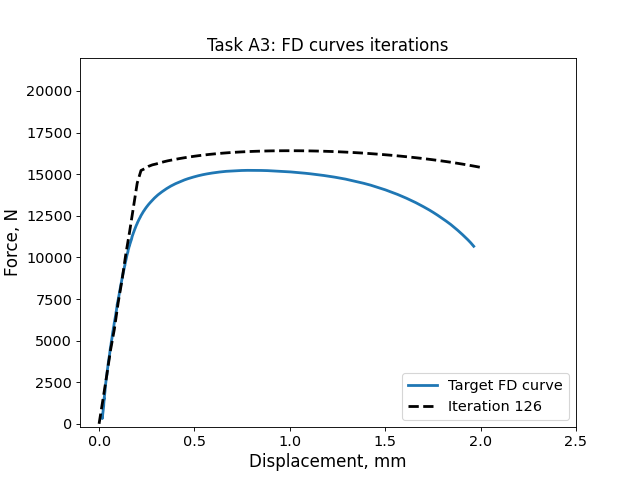 Task A3: FD curves iterations
20000
17500
15000
12500
10000
7500
5000
2500
0
Force, N
0.0 0.5 1.0 1.5 2.0 2.5
Displacement, mm
Target FD curve
Iteration 126